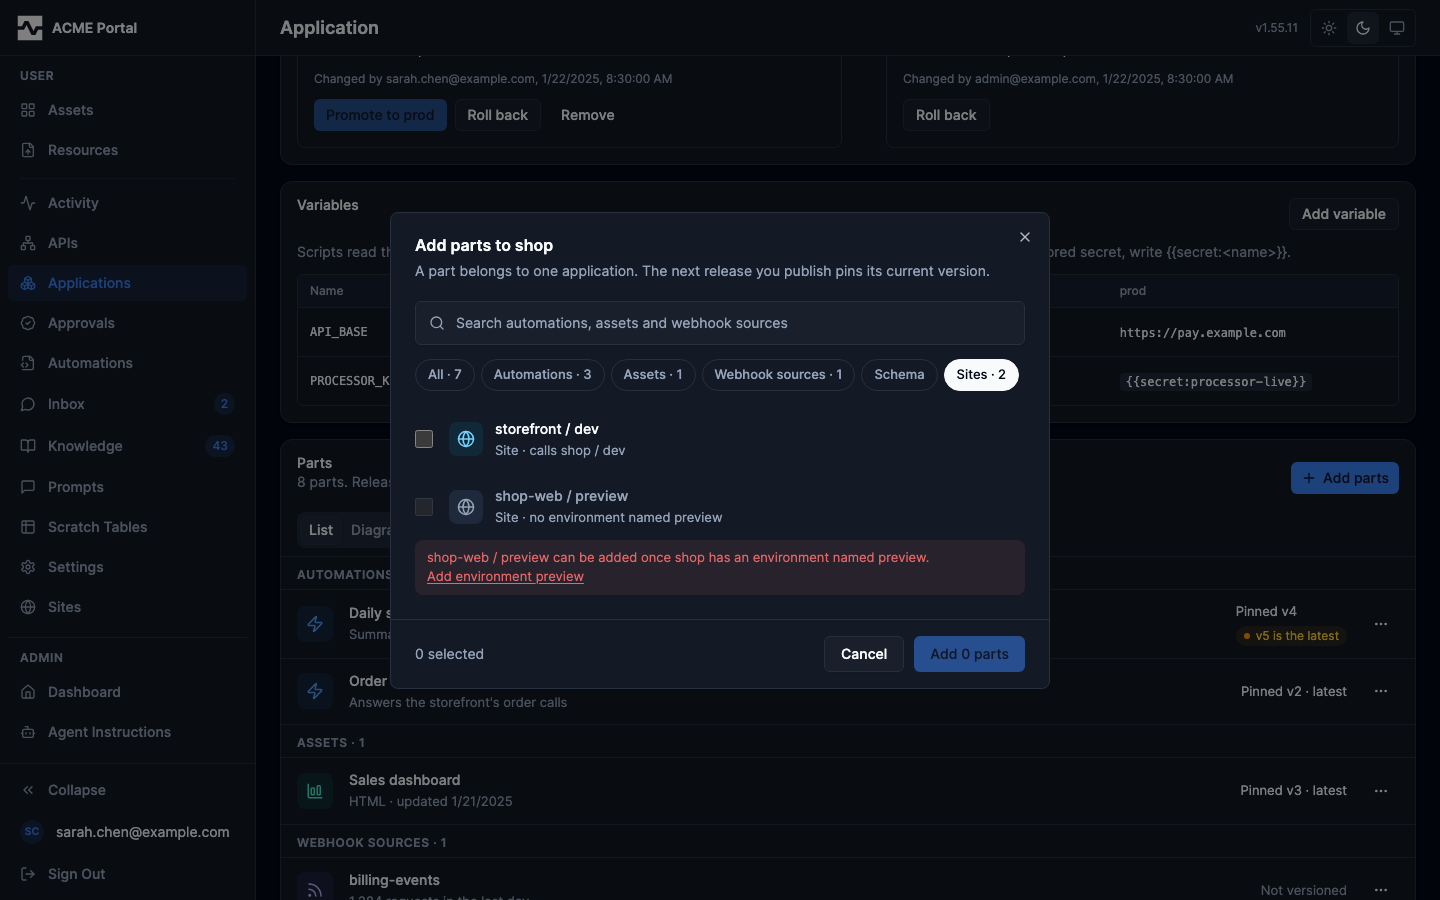 ACME Portal
Application
v1.55.11
USER
Assets
Resources
Activity
APIs
Applications
Approvals
Automations
Inbox
2
Knowledge
43
Prompts
Scratch Tables
Settings
Sites
ADMIN
Dashboard
Agent Instructions
Collapse
SC
sarah.chen@example.com
Sign Out
Changed by sarah.chen@example.com, 1/22/2025, 8:30:00 AM
Promote to prod
Roll back
Remove
Changed by admin@example.com, 1/22/2025, 8:30:00 AM
Roll back
Variables
Add variable
Scripts read
secret, write {{secret:<name>}}.
Name
prod
API_BASE
https://pay.example.com
{{secret:processor-live}}
Add parts to shop
A part belongs to one application. The next release you publish pins its current version.
Search automations, assets and webhook sources
All · 7
Automations · 3
Assets · 1
Webhook sources · 1
Schema
Sites · 2
storefront / dev
Site · calls shop / dev
shop-web / preview
Site · no environment named preview
shop-web / preview can be added once shop has an environment named preview.
Add environment preview
0 selected
Cancel
Add 0 parts
Parts
8 parts.
Add parts
List
AUTOMATIONS
Daily
Pinned v4
v5 is the latest
Order
Answers the storefront's order calls
Pinned v2 · latest
ASSETS · 1
Sales dashboard
HTML · updated 1/21/2025
Pinned v3 · latest
WEBHOOK SOURCES · 1
billing-events
Not versioned